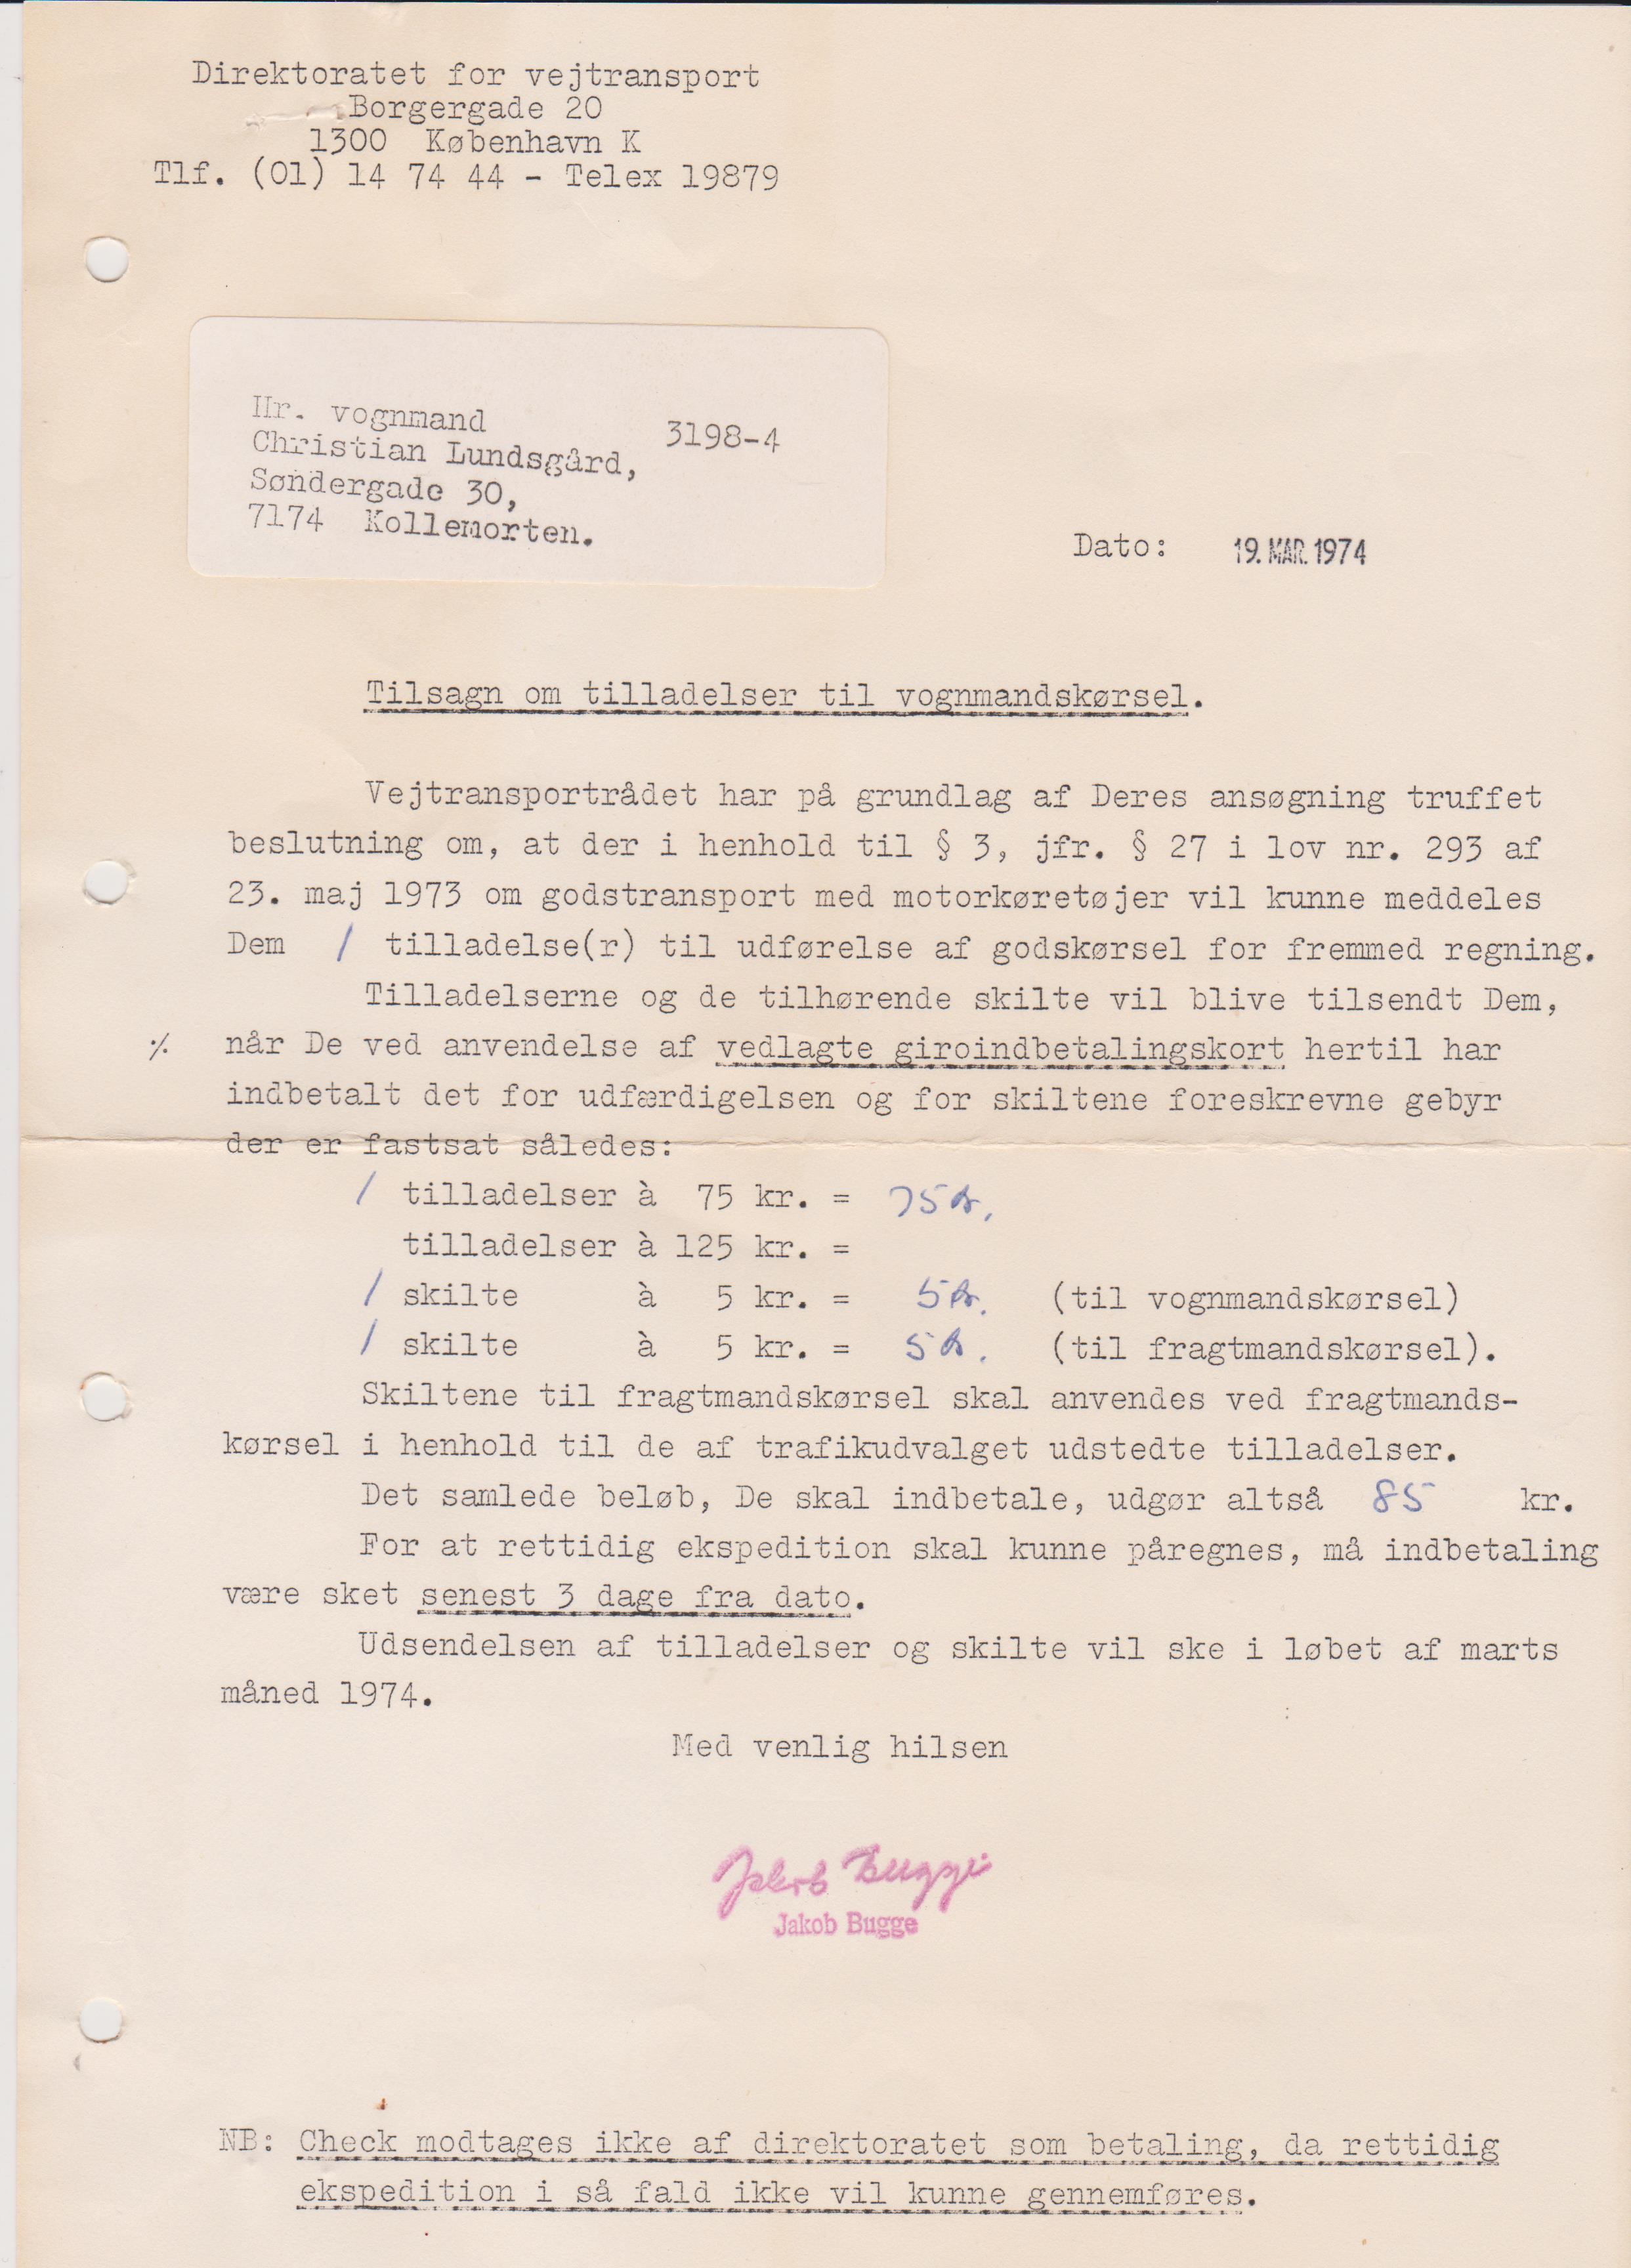 Direktoratet for vejtransport
Borgergade 20
1300 København K
Tlf. (01) 14 74 44 - Telex 19879
Hr. vognmand
3198-4
Christian Lundsgård,
Søndergade 30,
7174 Kollemorten.
Dato: 19. MAR. 1974
Tilsagn om tilladelser til vognmandskørsel.
Vejtransportrådet har på grundlag af Deres ansøgning truffet
beslutning om, at der i henhold til § 3, jfr. § 27 i lov nr. 293 af
23. maj 1973 om godstransport med motorkøretøjer vil kunne meddeles
Dem / tilladelse(r) til udførelse af godskørsel for fremmed regning.
Tilladelserne og de tilhørende skilte vil blive tilsendt Dem,
·/. når De ved anvendelse af vedlagte giroindbetalingskort hertil har
indbetalt det for udfærdigelsen og for skiltene foreskrevne gebyr
der er fastsat således:
/ tilladelser à 75 kr. = 75 kr.
tilladelser à 125 kr. =
/ skilte à 5 kr. = 5 kr. (til vognmandskørsel)
/ skilte à 5 kr. = 5 kr. (til fragtmandskørsel).
Skiltene til fragtmandskørsel skal anvendes ved fragtmands-
kørsel i henhold til de af trafikudvalget udstedte tilladelser.
Det samlede beløb, De skal indbetale, udgør altså 85 kr.
For at rettidig ekspedition skal kunne påregnes, må indbetaling
være sket senest 3 dage fra dato.
Udsendelsen af tilladelser og skilte vil ske i løbet af marts
måned 1974.
Med venlig hilsen
Jakob Bugge
Jakob Bugge
NB: Check modtages ikke af direktoratet som betaling, da rettidig
ekspedition i så fald ikke vil kunne gennemføres.